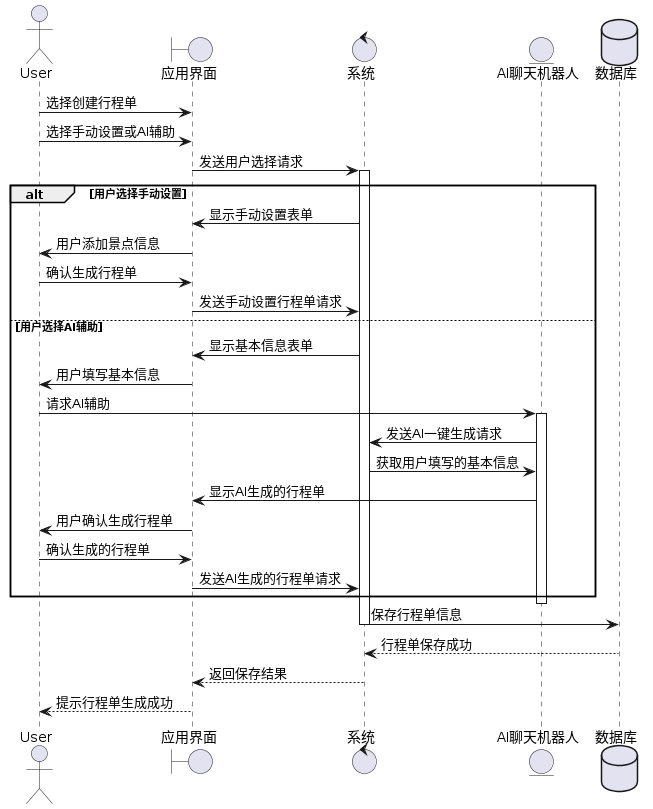 User
应用界面
系统
AI聊天机器人
数据库
选择创建行程单
选择手动设置或AI辅助
发送用户选择请求
alt [用户选择手动设置]
显示手动设置表单
用户添加景点信息
确认生成行程单
发送手动设置行程单请求
[用户选择AI辅助]
显示基本信息表单
用户填写基本信息
请求AI辅助
发送AI一键生成请求
获取用户填写的基本信息
显示AI生成的行程单
用户确认生成行程单
确认生成的行程单
发送AI生成的行程单请求
保存行程单信息
行程单保存成功
返回保存结果
提示行程单生成成功
User
应用界面
系统
AI聊天机器人
数据库